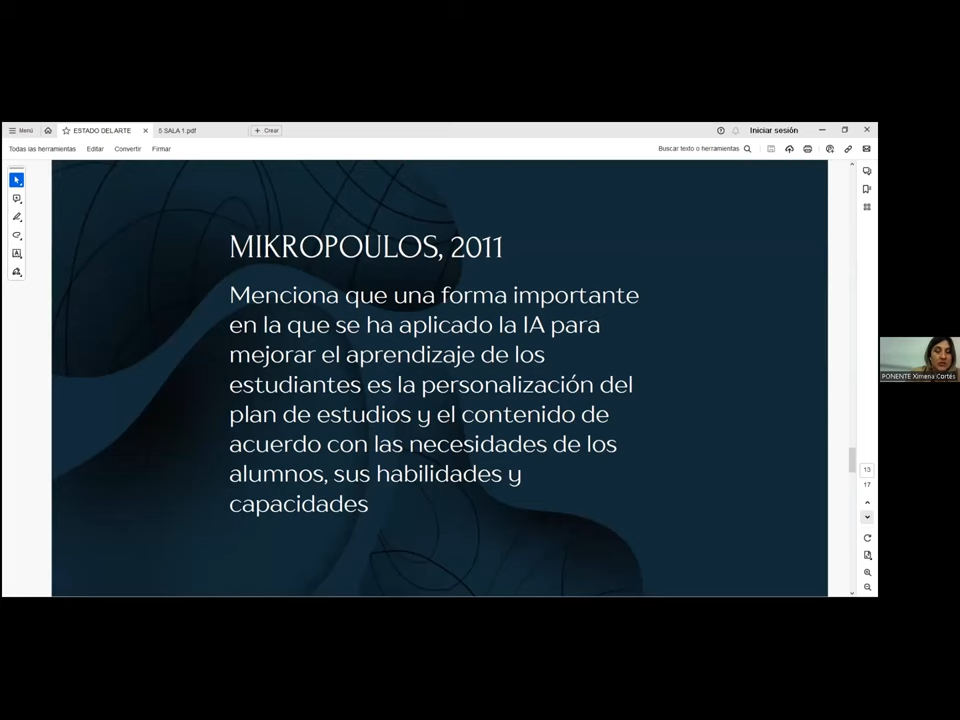 Menú
ESTADO DEL ARTE
5 SALA 1.pdf
Crear
Iniciar sesión
Todas las herramientas
Editar
Convertir
Firmar
Buscar texto o herramientas
MIKROPOULOS, 2011
Menciona que una forma importante
en la que se ha aplicado la IA para
mejorar el aprendizaje de los
estudiantes es la personalización del
plan de estudios y el contenido de
acuerdo con las necesidades de los
alumnos, sus habilidades y
capacidades
PONENTE Ximena Cortés
13
17